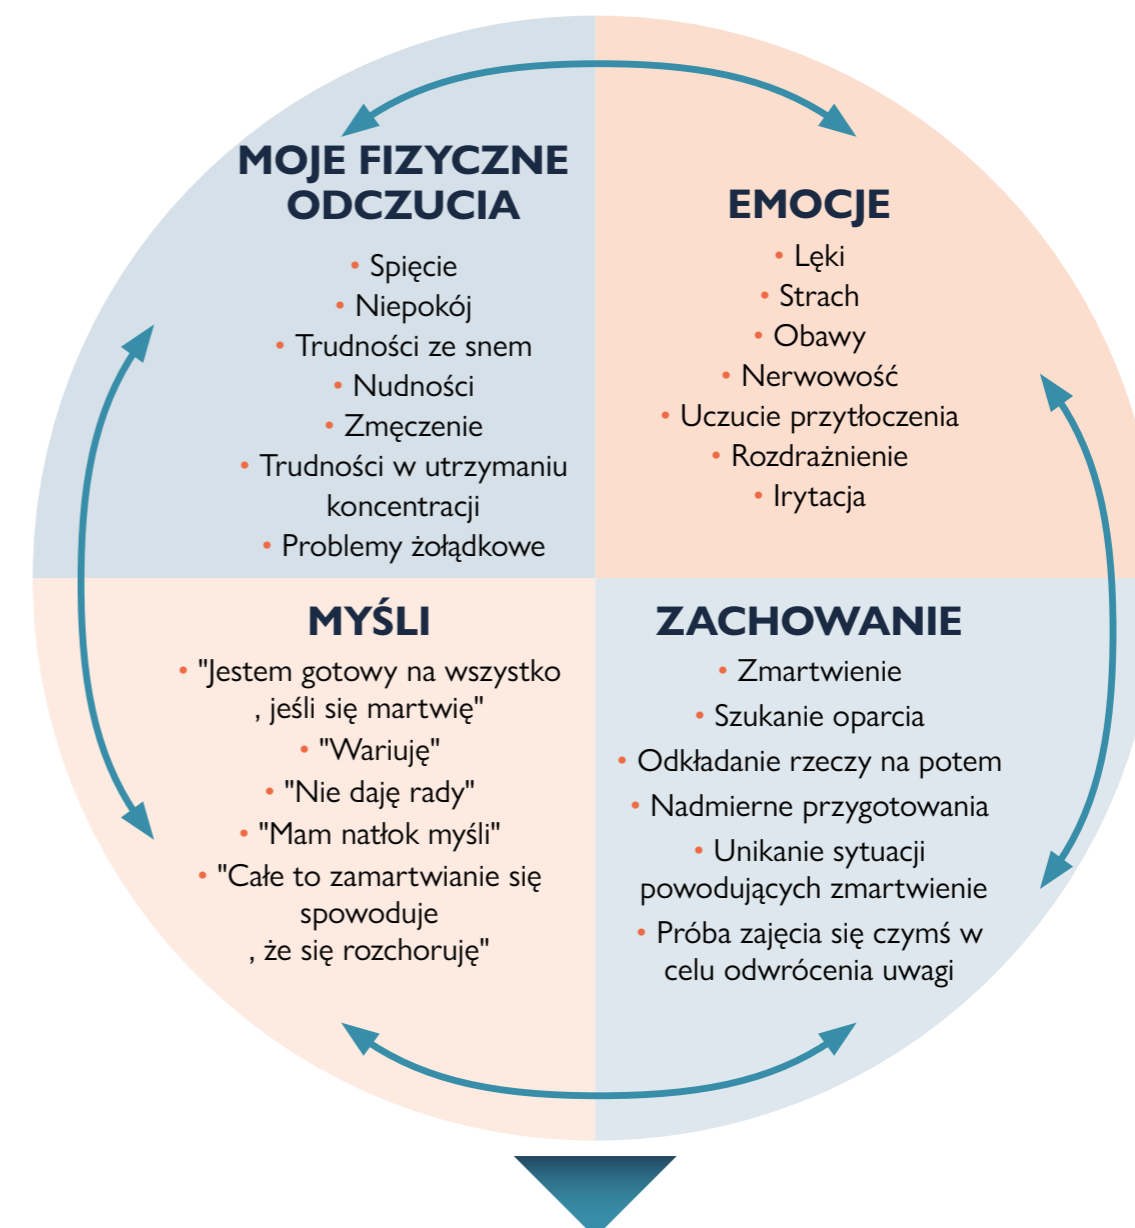 MOJE FIZYCZNE
ODCZUCIA
• Spięcie
• Niepokój
• Trudności ze snem
• Nudności
• Zmęczenie
• Trudności w utrzymaniu
koncentracji
• Problemy żołądkowe
EMOCJE
• Lęki
• Strach
• Obawy
• Nerwowość
• Uczucie przytłoczenia
• Rozdrażnienie
• Irytacja
MYŚLI
• "Jestem gotowy na wszystko
, jeśli się martwię"
• "Wariuję"
• "Nie daję rady"
• "Mam natłok myśli"
• "Całe to zamartwianie się
spowoduje
, że się rozchoruję"
ZACHOWANIE
• Zmartwienie
• Szukanie oparcia
• Odkładanie rzeczy na potem
• Nadmierne przygotowania
• Unikanie sytuacji
powodujących zmartwienie
• Próba zajęcia się czymś w
celu odwrócenia uwagi